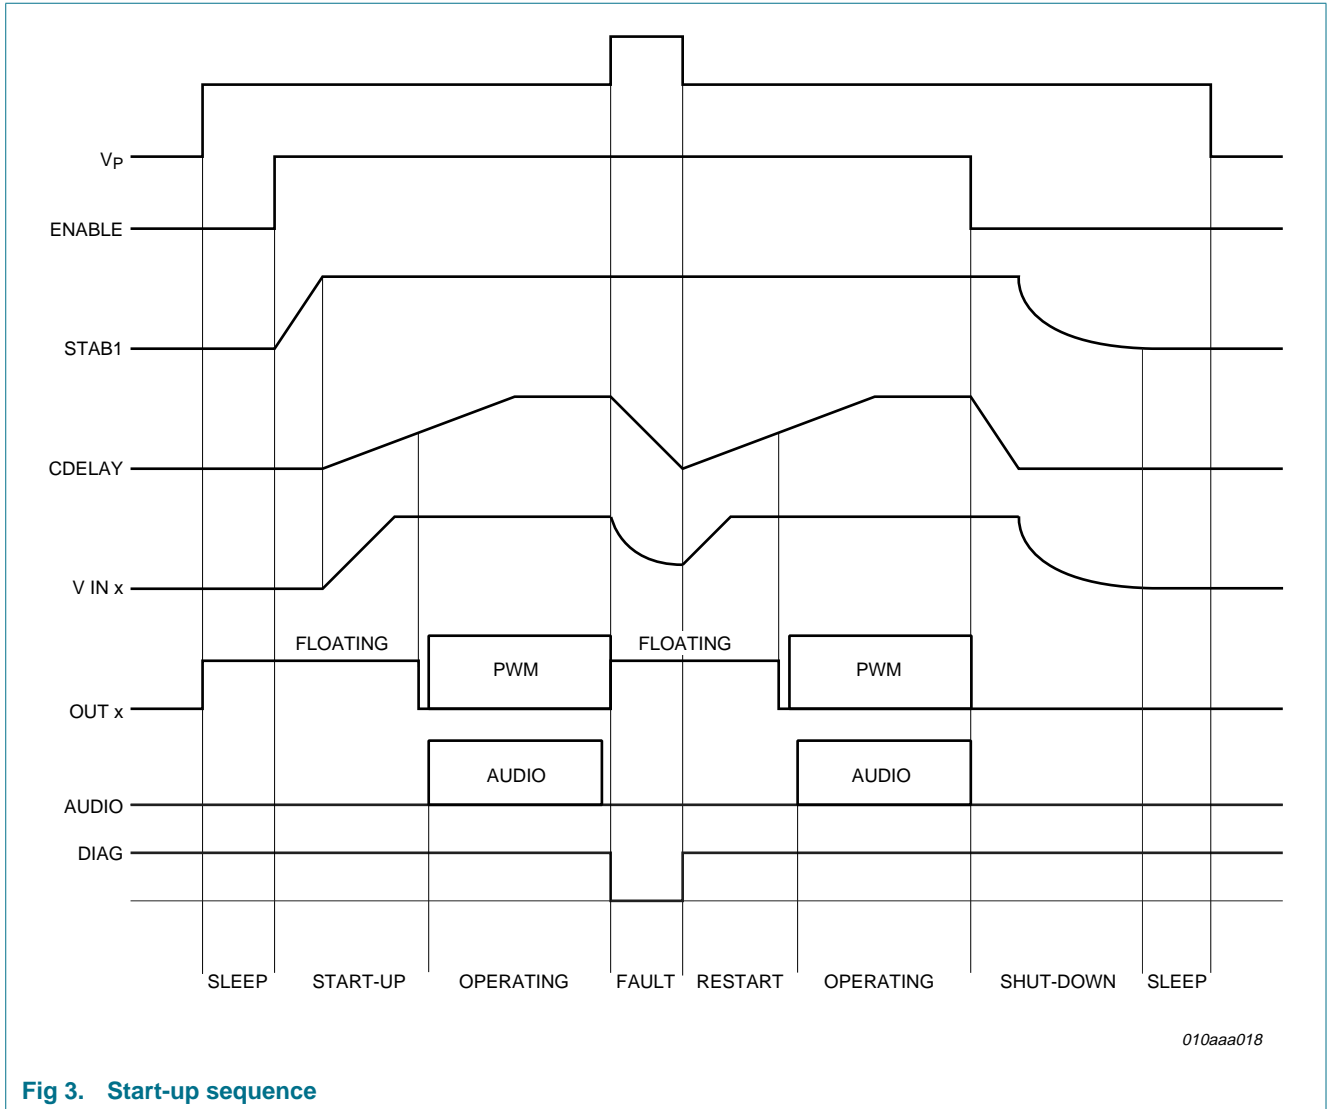 VP
ENABLE
STAB1
CDELAY
V IN x
FLOATING FLOATING
PWM PWM
OUT x
AUDIO AUDIO
AUDIO
DIAG
SLEEP START-UP OPERATING FAULT RESTART OPERATING SHUT-DOWN SLEEP
010aaa018
Fig 3. Start-up sequence